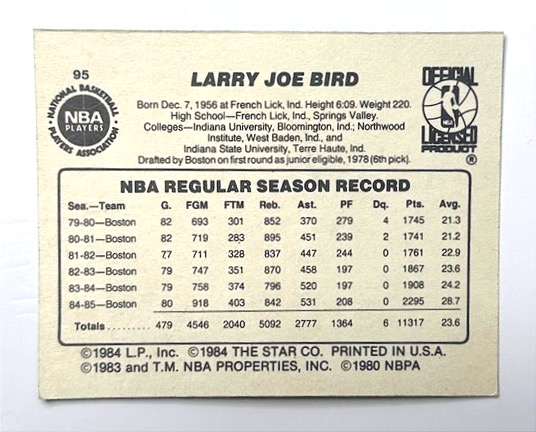 95
NATIONAL BASKETBALL
NBA
PLAYERS
PLAYERS ASSOCIATION
LARRY JOE BIRD
Born Dec. 7, 1956 at French Lick, Ind. Height 6:09. Weight 220.
High School—French Lick, Ind., Springs Valley.
Colleges—Indiana University, Bloomington, Ind.; Northwood
Institute, West Baden, Ind., and
Indiana State University, Terre Haute, Ind.
Drafted by Boston on first round as junior eligible, 1978 (6th pick).
OFFICIAL
LICENSED
PRODUCT
®
NBA REGULAR SEASON RECORD
Sea.—Team G. FGM FTM Reb. Ast. PF Dq. Pts. Avg.
79-80—Boston 82 693 301 852 370 279 4 1745 21.3
80-81—Boston 82 719 283 895 451 239 2 1741 21.2
81-82—Boston 77 711 328 837 447 244 0 1761 22.9
82-83—Boston 79 747 351 870 458 197 0 1867 23.6
83-84—Boston 79 758 374 796 520 197 0 1908 24.2
84-85—Boston 80 918 403 842 531 208 0 2295 28.7
Totals......... 479 4546 2040 5092 2777 1364 6 11317 23.6
©1984 L.P., Inc. ©1984 THE STAR CO. PRINTED IN U.S.A.
©1983 and T.M. NBA PROPERTIES, INC. ©1980 NBPA